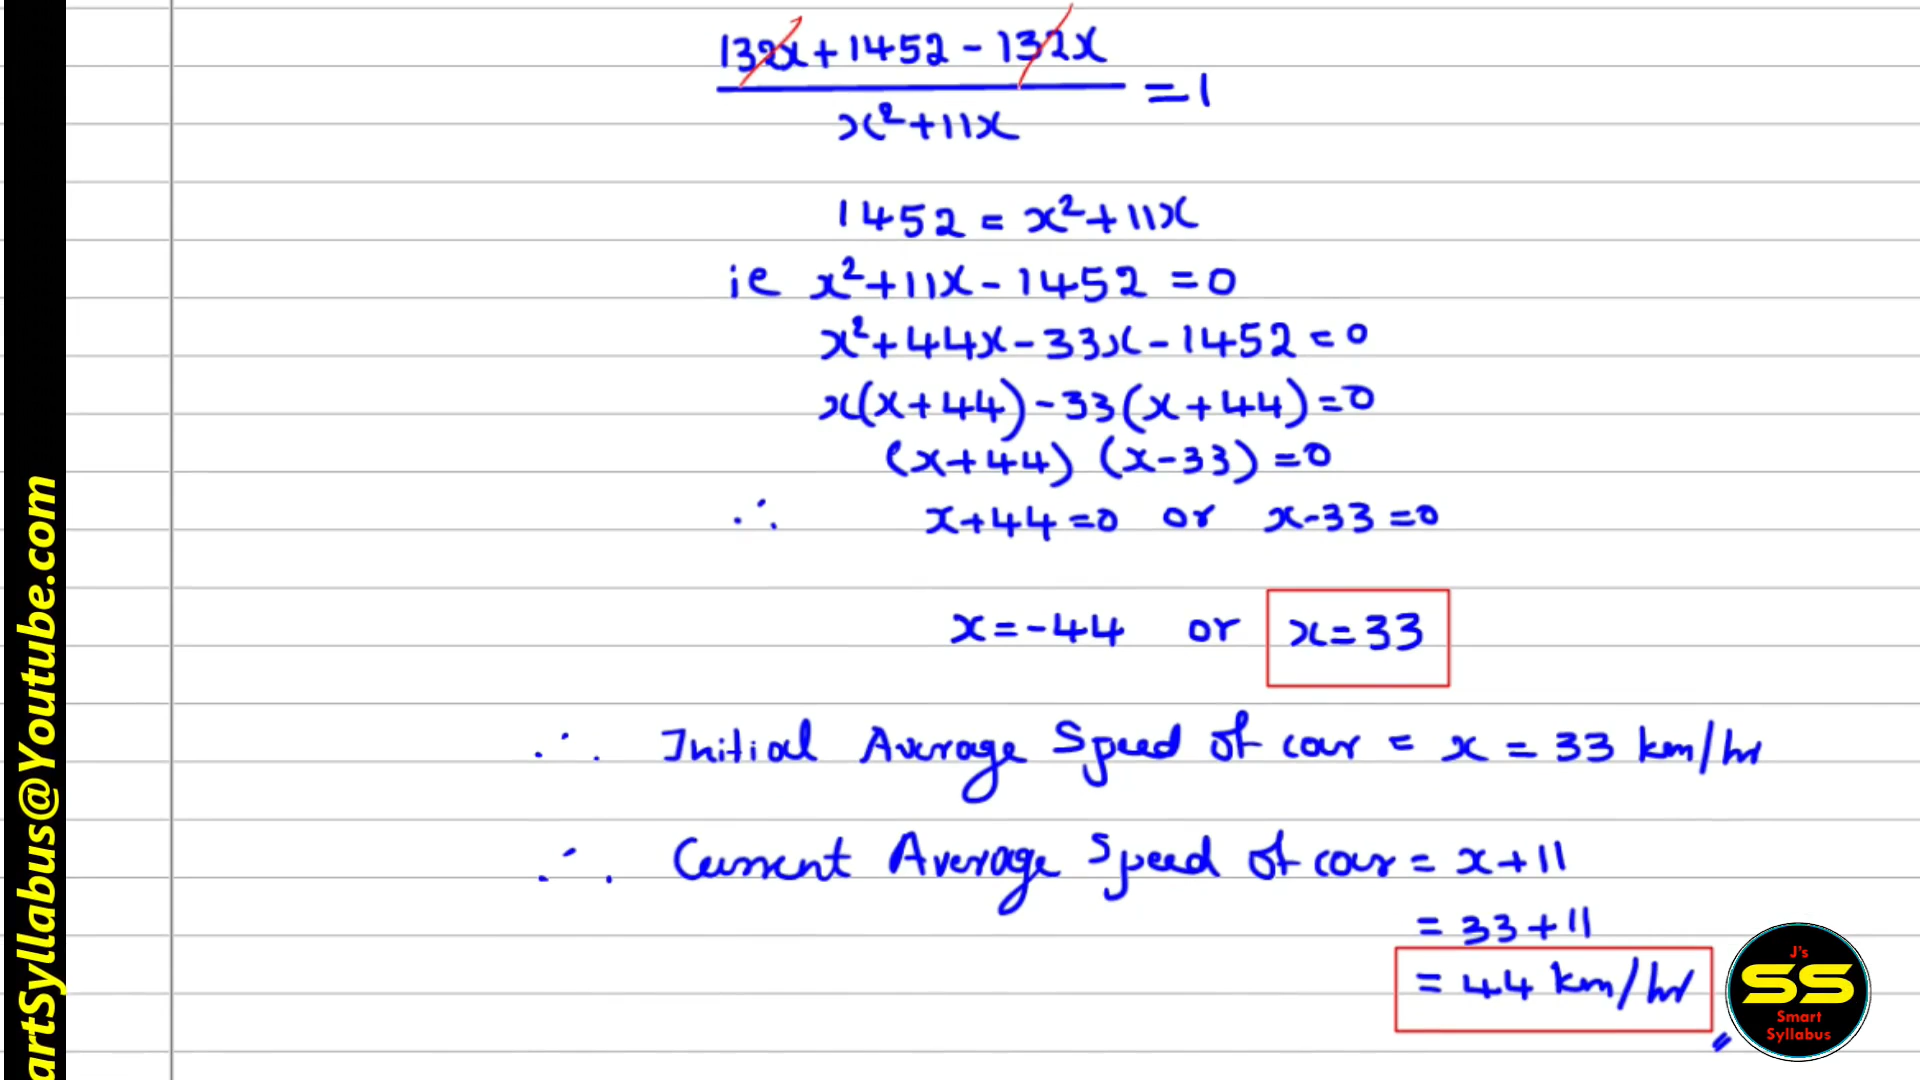 132x+1452-132x
x²+11x
=1
1452 = x²+11x
ie x²+11x-1452 =0
x²+44x-33x-1452=0
x(x+44)-33(x+44)=0
(x+44) (x-33)=0
∴ x+44=0 or x-33=0
x=-44 or x=33
∴ Initial Average Speed of car = x = 33 km/hr
∴ Current Average Speed of car = x+11
= 33+11
= 44 km/hr
artSyllabus@Youtube.com
J's
SS
Smart
Syllabus